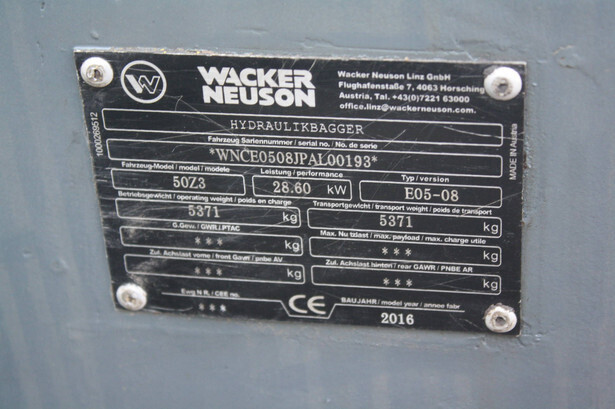 WACKER NEUSON
Wacker Neuson Linz GmbH
Flughafenstraße 7, 4063 Hörsching
Austria, Tel. +43(0)7221 63000
office.linz@wackerneuson.com
HYDRAULIKBAGGER
Fahrzeug Seriennummer / serial no. / No. de serie
*WNCE0508JPAL00193*
Fahrzeug-Model / model / modele
Leistung / performance
Typ / version
50Z3
28.60 kW
E05-08
Betriebsgewicht / operating weight / poids en charge
Transportgewicht / transport weight / poids de transport
5371 kg
5371 kg
G.Gew. / GWR / PTAC
Max. Nutzlast / max. payload / max. charge utile
*** kg
*** kg
Zul. Achslast vorne / front GAWR / PNBE AV
Zul. Achslast hinten / rear GAWR / PNBE AR
*** kg
*** kg
/ CEE no.
***
CE
BAUJAHR / model year / annee fabr
2016
1000269512
MADE IN Austria